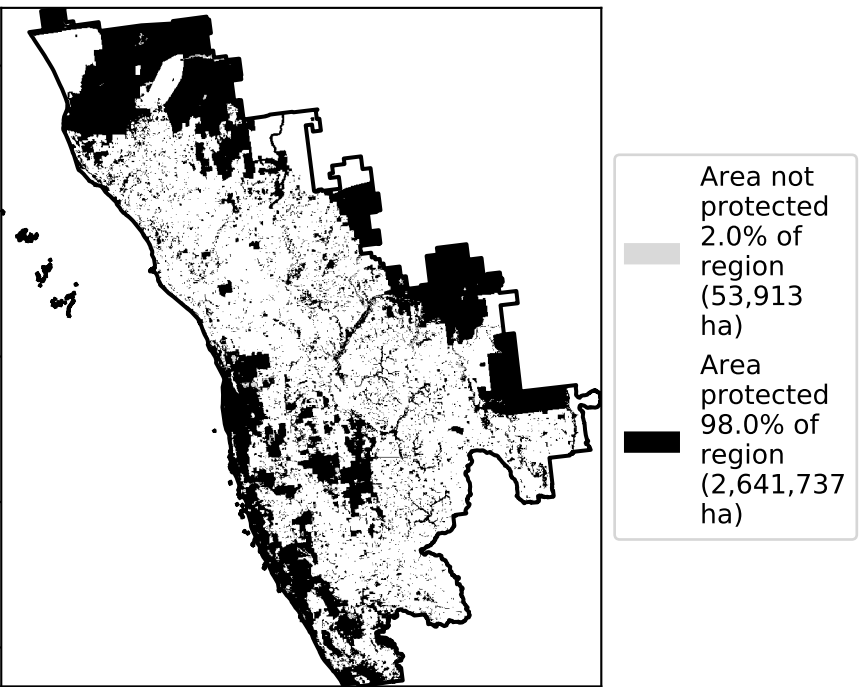 Area not
protected
2.0% of
region
(53,913
ha)
Area
protected
98.0% of
region
(2,641,737
ha)